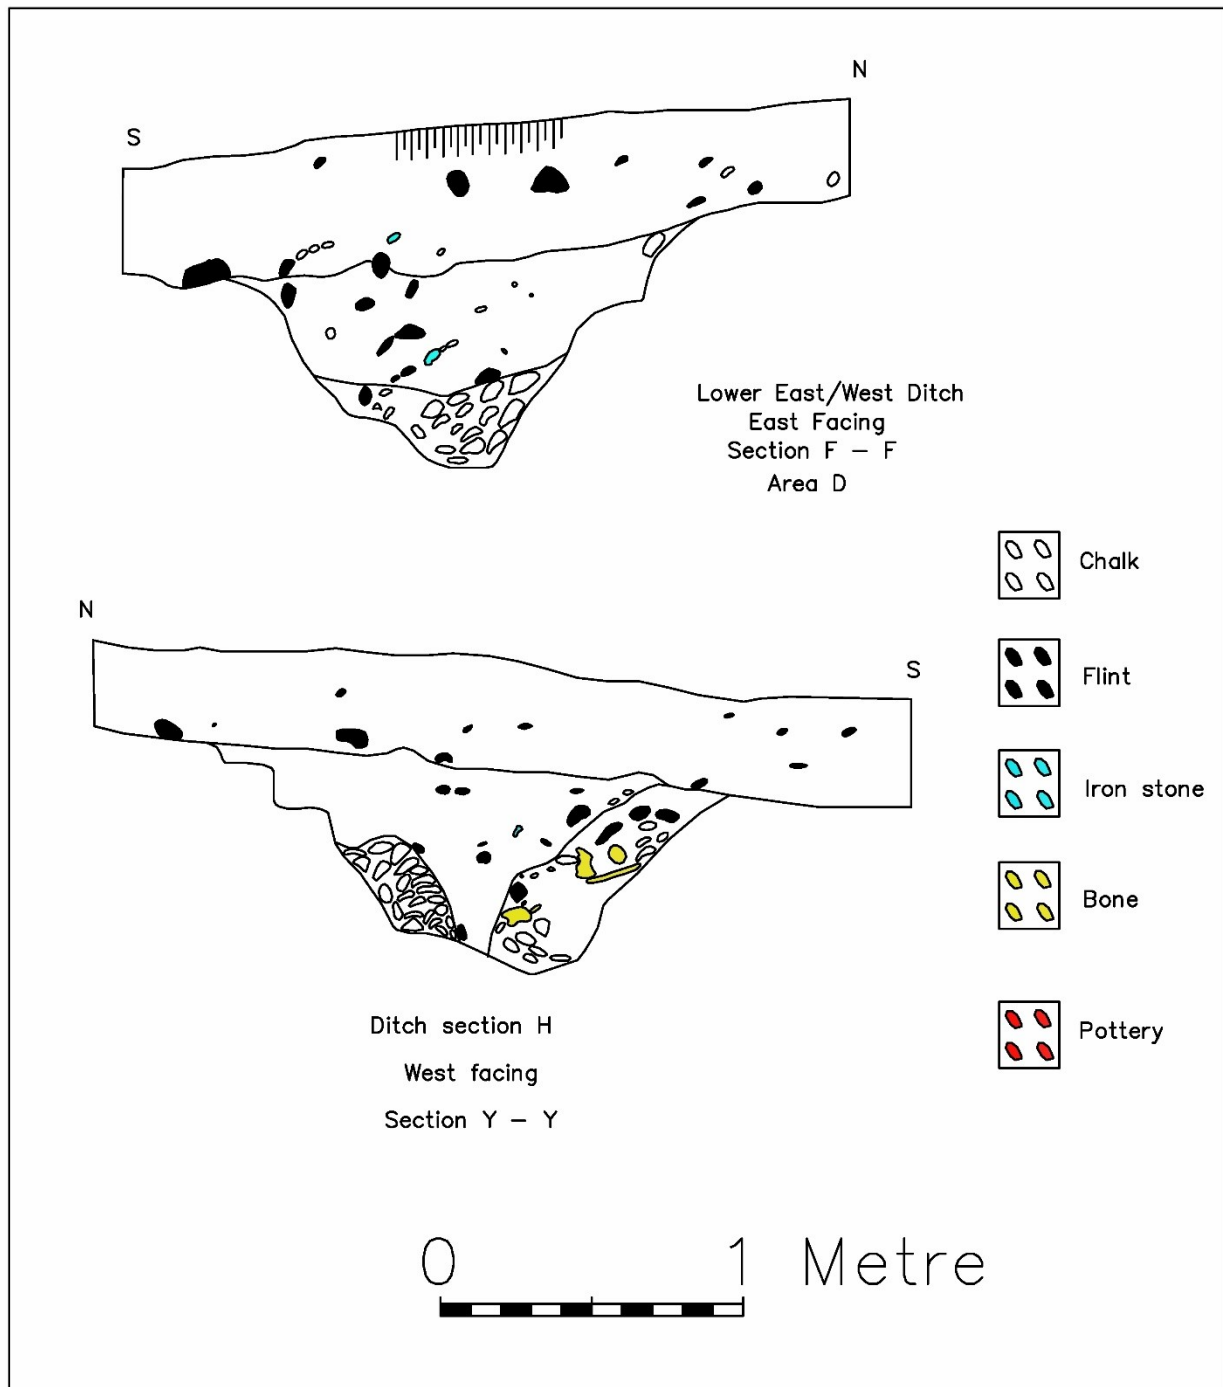 N
S
Lower East/West Ditch
East Facing
Section F – F
Area D
Chalk
N
S
Flint
Iron stone
Bone
Pottery
Ditch section H
West facing
Section Y – Y
0 1 Metre